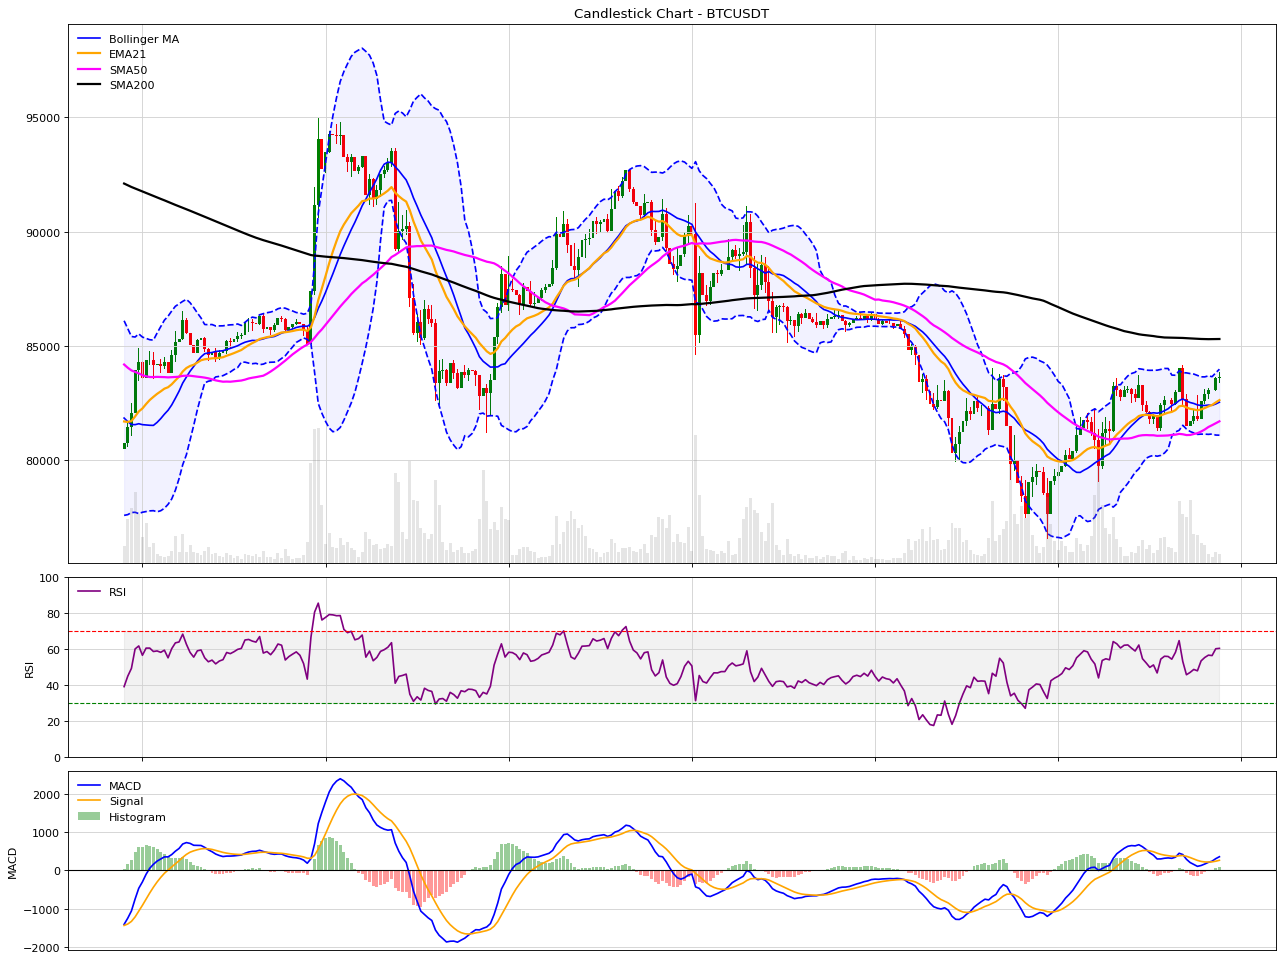 Candlestick Chart - BTCUSDT
Bollinger MA
EMA21
SMA50
SMA200
95000
90000
85000
80000
RSI
100
80
60
40
20
0
RSI
MACD
Signal
Histogram
2000
1000
0
−1000
−2000
MACD